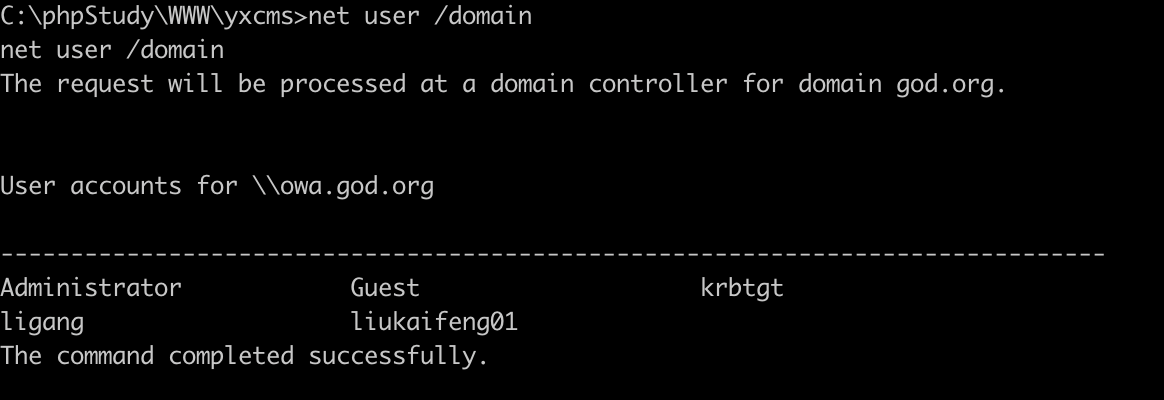 C:\phpStudy\WWW\yxcms>net user /domain
net user /domain
The request will be processed at a domain controller for domain god.org.
User accounts for \\owa.god.org
-------------------------------------------------------------------------------
Administrator            Guest                    krbtgt
ligang                   liukaifeng01
The command completed successfully.